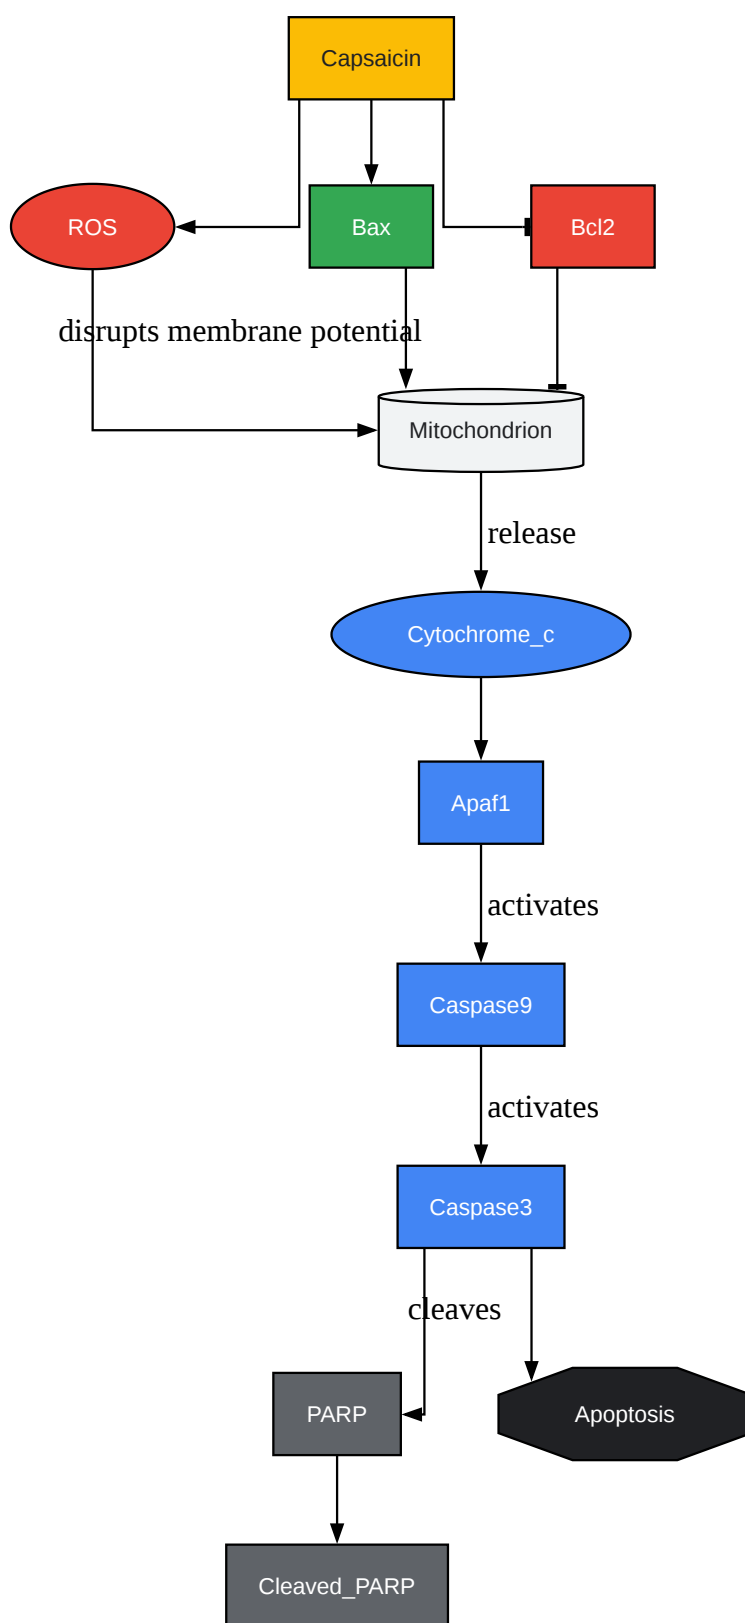 Capsaicin
ROS
Bax
Bcl2
disrupts membrane potential
Mitochondrion
release
Cytochrome_c
Apaf1
activates
Caspase9
activates
Caspase3
cleaves
PARP
Apoptosis
Cleaved_PARP